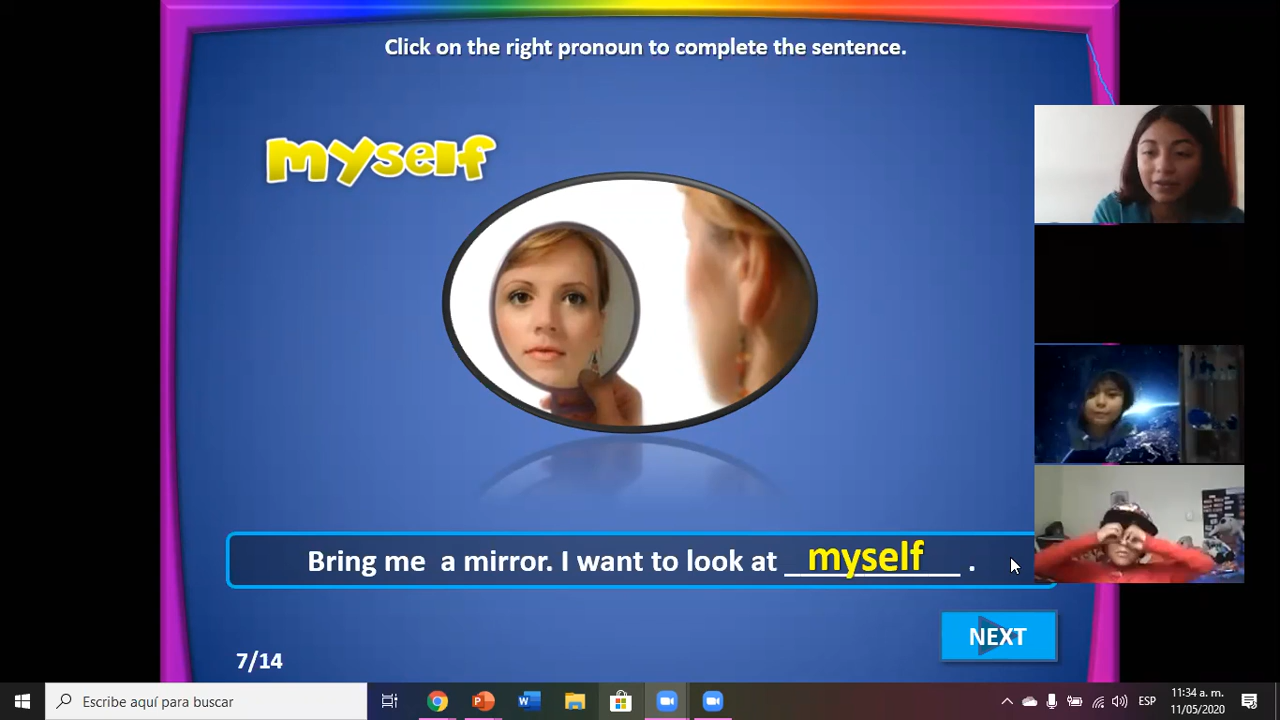 Click on the right pronoun to complete the sentence.
myself
Bring me a mirror. I want to look at myself .
NEXT
7/14
Escribe aquí para buscar
ESP
11:34 a. m.
11/05/2020